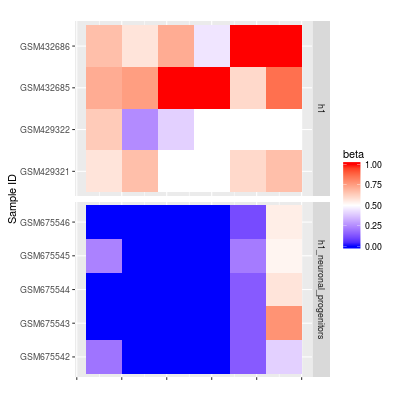 Sample ID
GSM432686
GSM432685
GSM429322
GSM429321
h1
GSM675546
GSM675545
GSM675544
GSM675543
GSM675542
h1_neuronal_progenitors
beta
1.00
0.75
0.50
0.25
0.00